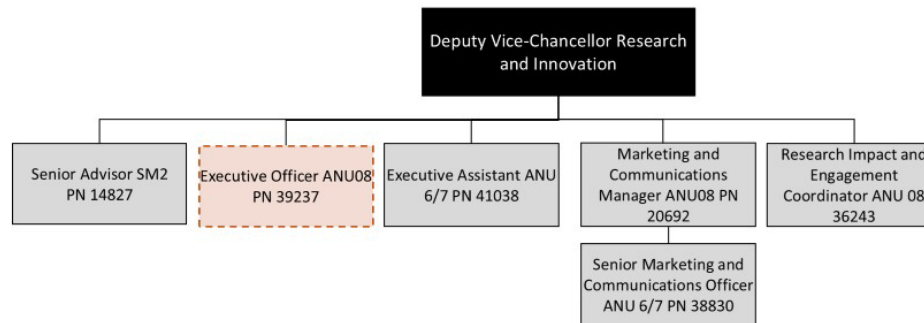 Deputy Vice-Chancellor Research
and Innovation
Senior Advisor SM2
PN 14827
Executive Officer ANU08
PN 39237
Executive Assistant ANU
6/7 PN 41038
Marketing and
Communications
Manager ANU08 PN
20692
Research Impact and
Engagement
Coordinator ANU 08
36243
Senior Marketing and
Communications Officer
ANU 6/7 PN 38830